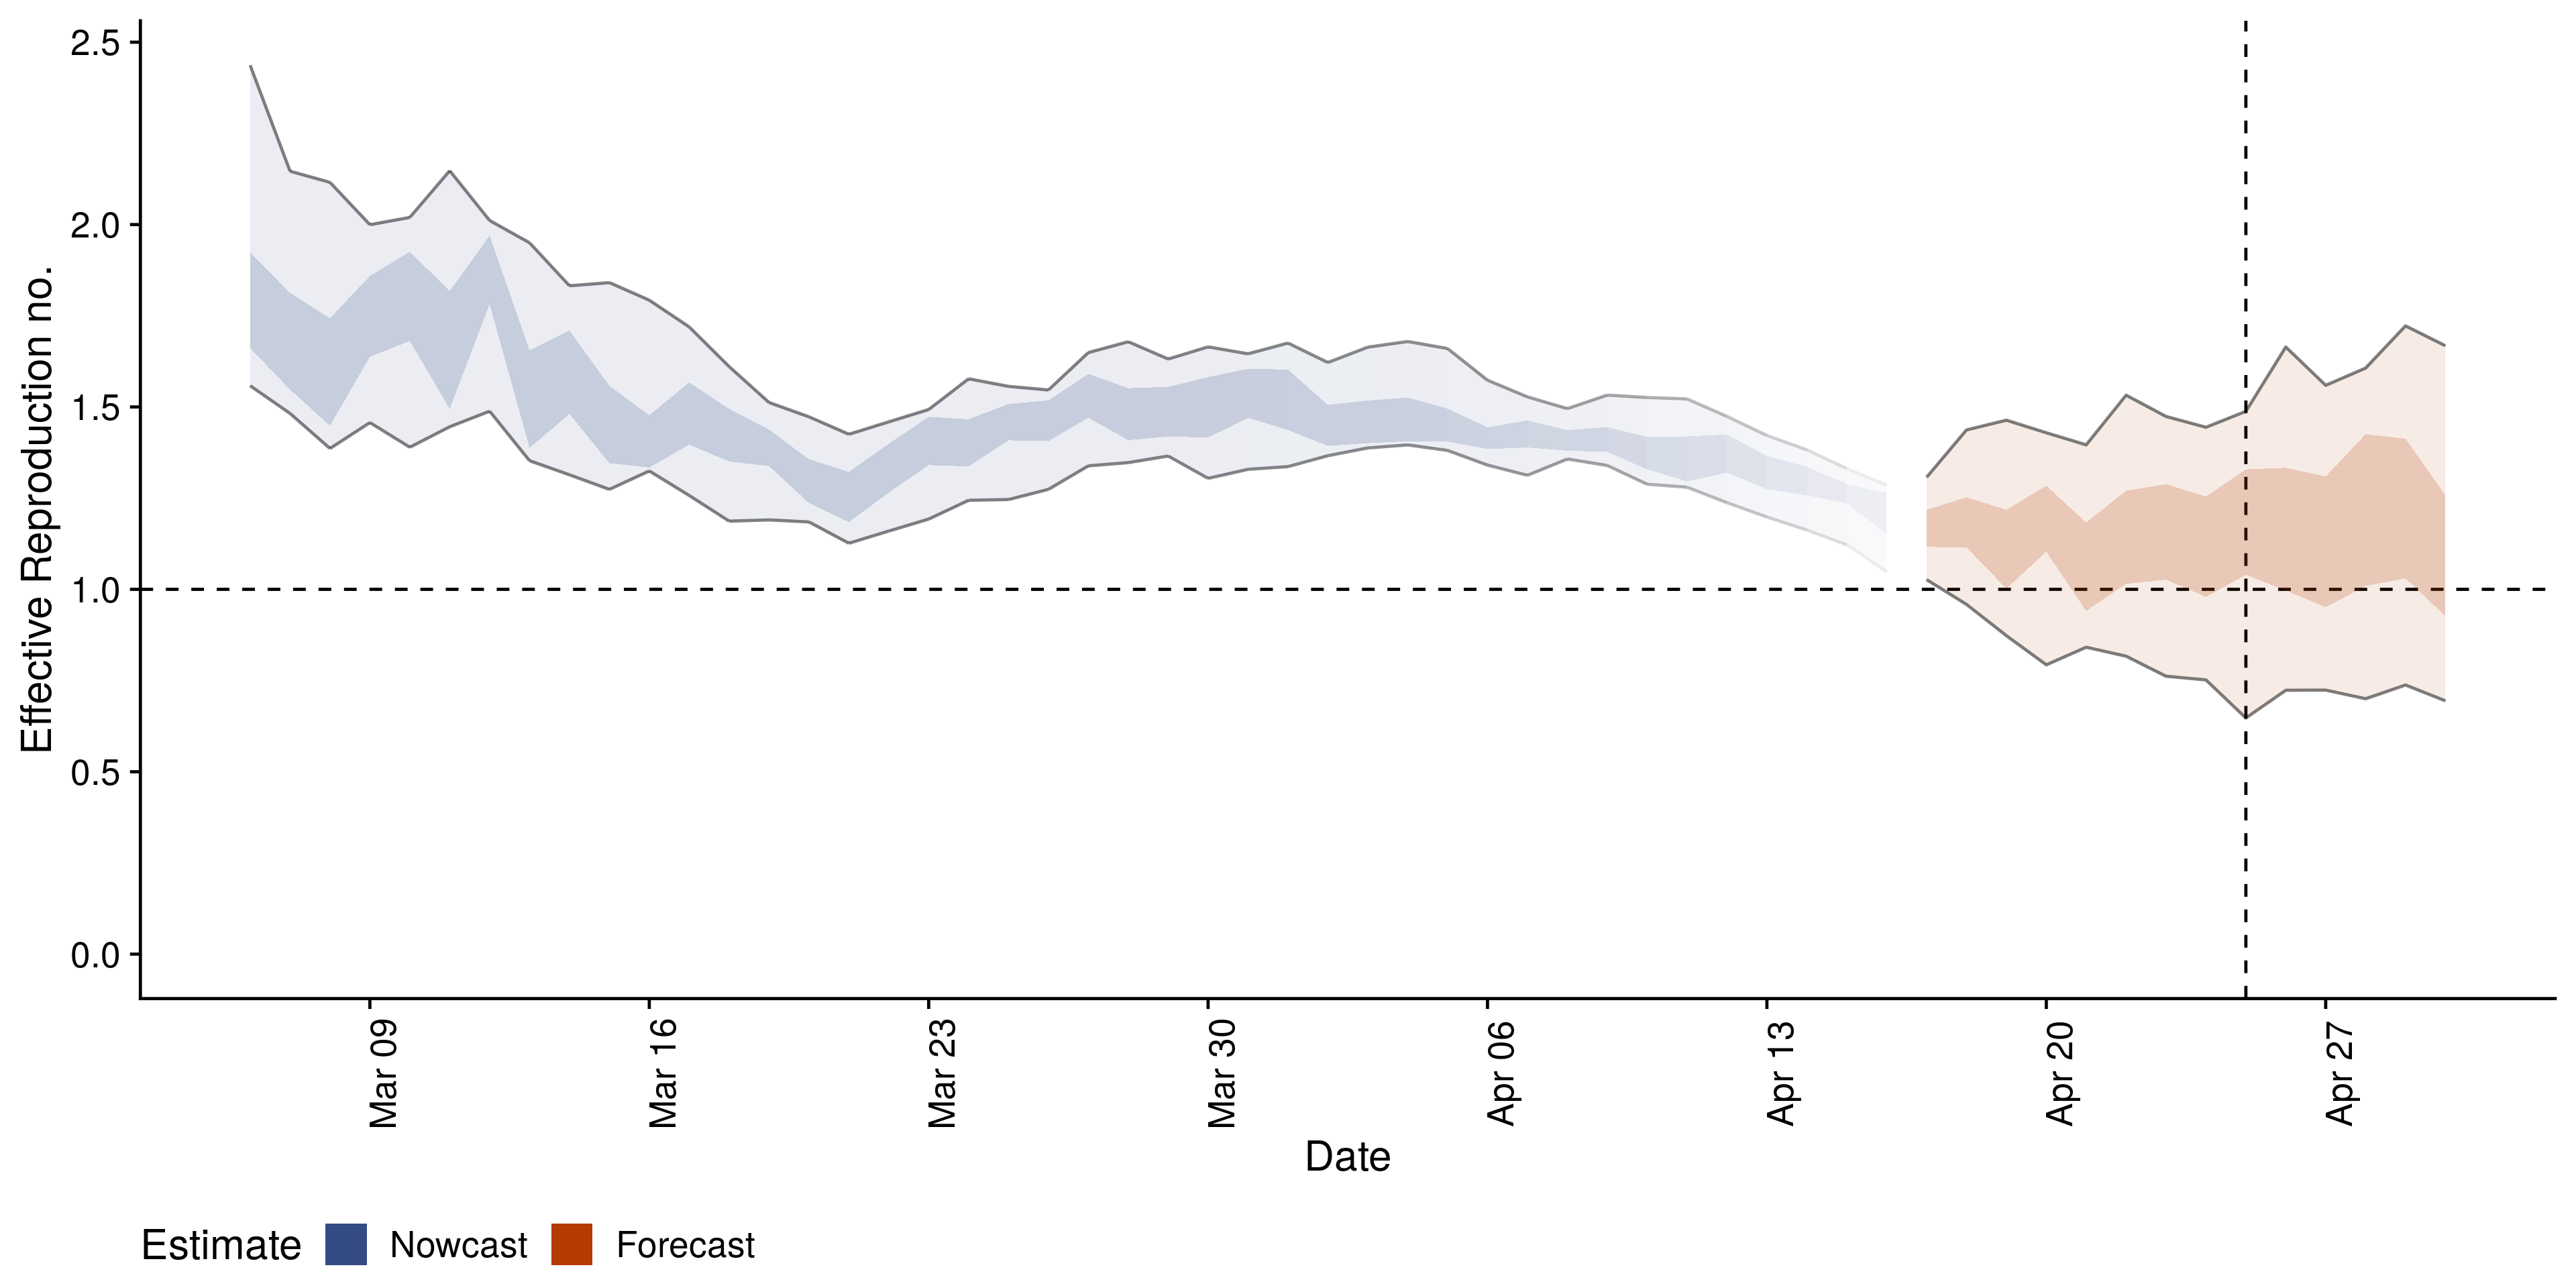 Effective Reproduction no.
2.5
2.0
1.5
1.0
0.5
0.0
Mar 09
Mar 16
Mar 23
Mar 30
Apr 06
Apr 13
Apr 20
Apr 27
Date
Estimate Nowcast Forecast